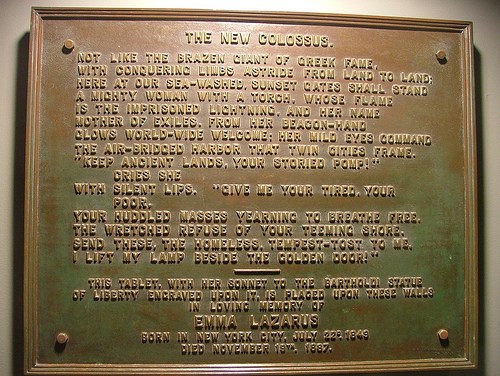 THE NEW COLOSSUS.
NOT LIKE THE BRAZEN GIANT OF GREEK FAME,
WITH CONQUERING LIMBS ASTRIDE FROM LAND TO LAND;
HERE AT OUR SEA-WASHED, SUNSET GATES SHALL STAND
A MIGHTY WOMAN WITH A TORCH, WHOSE FLAME
IS THE IMPRISONED LIGHTNING, AND HER NAME
MOTHER OF EXILES. FROM HER BEACON-HAND
GLOWS WORLD-WIDE WELCOME; HER MILD EYES COMMAND
THE AIR-BRIDGED HARBOR THAT TWIN CITIES FRAME.
"KEEP ANCIENT LANDS, YOUR STORIED POMP!"
CRIES SHE
WITH SILENT LIPS. "GIVE ME YOUR TIRED, YOUR
POOR,
YOUR HUDDLED MASSES YEARNING TO BREATHE FREE,
THE WRETCHED REFUSE OF YOUR TEEMING SHORE,
SEND THESE, THE HOMELESS, TEMPEST-TOST TO ME,
I LIFT MY LAMP BESIDE THE GOLDEN DOOR!"
THIS TABLET, WITH HER SONNET TO THE BARTHOLDI STATUE
OF LIBERTY ENGRAVED UPON IT, IS PLACED UPON THESE WALLS
IN LOVING MEMORY OF
EMMA LAZARUS
BORN IN NEW YORK CITY, JULY 22D, 1849
DIED NOVEMBER 19TH, 1887.